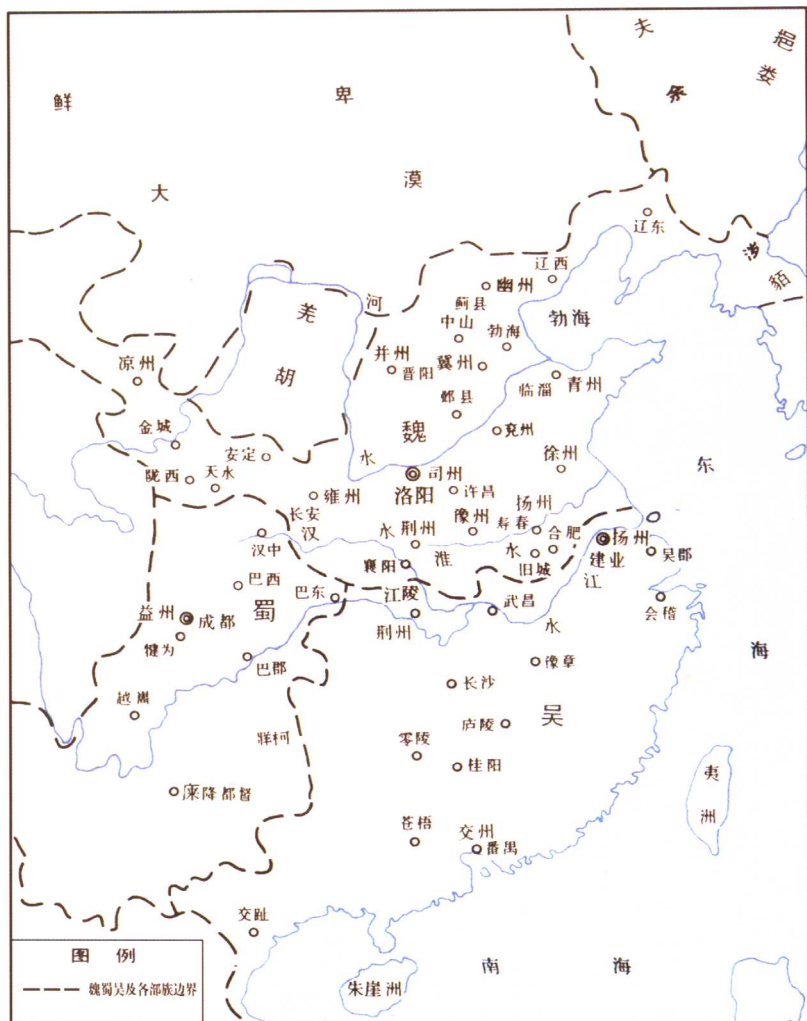 鲜 卑
夫
余
挹娄
大 漠
辽东
濊
貊
辽西
幽州
蓟县
羌
胡
河
中山
勃海
勃海
凉州
并州
晋阳
冀州
临淄
青州
邺县
金城
魏
兖州
安定
水
徐州
东
陇西
天水
司州
洛阳
许昌
雍州
长安
扬州
汉
水
荆州
豫州
寿春
合肥
扬州
建业
汉中
襄阳
淮
水
旧城
吴郡
江
巴西
巴东
江陵
武昌
会稽
益州
成都
蜀
荆州
水
犍为
巴郡
豫章
海
越嶲
长沙
吴
牂柯
庐陵
零陵
桂阳
夷
洲
庲降都督
苍梧
交州
番禺
交趾
图 例
魏蜀吴及各部族边界
朱崖洲
南 海